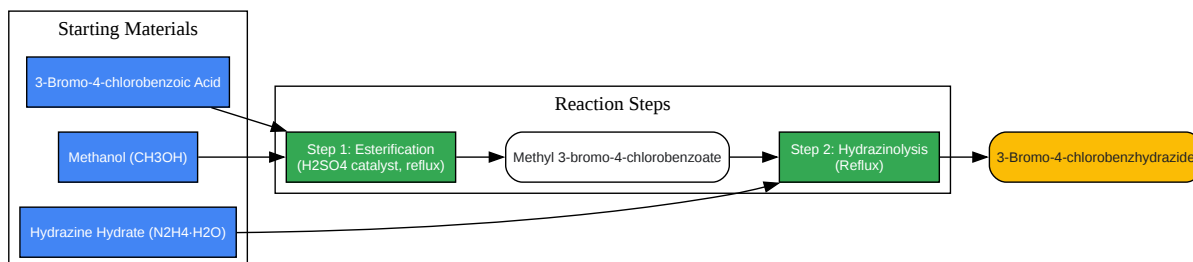 Starting Materials
3-Bromo-4-chlorobenzoic Acid
Methanol (CH3OH)
Hydrazine Hydrate (N2H4·H2O)
Reaction Steps
Step 1: Esterification
(H2SO4 catalyst, reflux)
Methyl 3-bromo-4-chlorobenzoate
Step 2: Hydrazinolysis
(Reflux)
3-Bromo-4-chlorobenzhydrazide